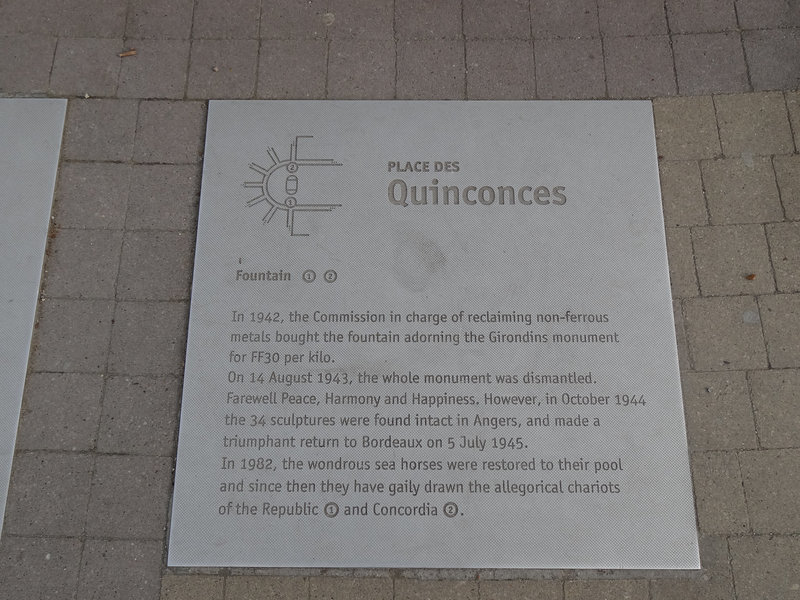 PLACE DES
Quinconces
2
1
i
Fountain 1 2
In 1942, the Commission in charge of reclaiming non-ferrous
metals bought the fountain adorning the Girondins monument
for FF30 per kilo.
On 14 August 1943, the whole monument was dismantled.
Farewell Peace, Harmony and Happiness. However, in October 1944
the 34 sculptures were found intact in Angers, and made a
triumphant return to Bordeaux on 5 July 1945.
In 1982, the wondrous sea horses were restored to their pool
and since then they have gaily drawn the allegorical chariots
of the Republic 1 and Concordia 2.